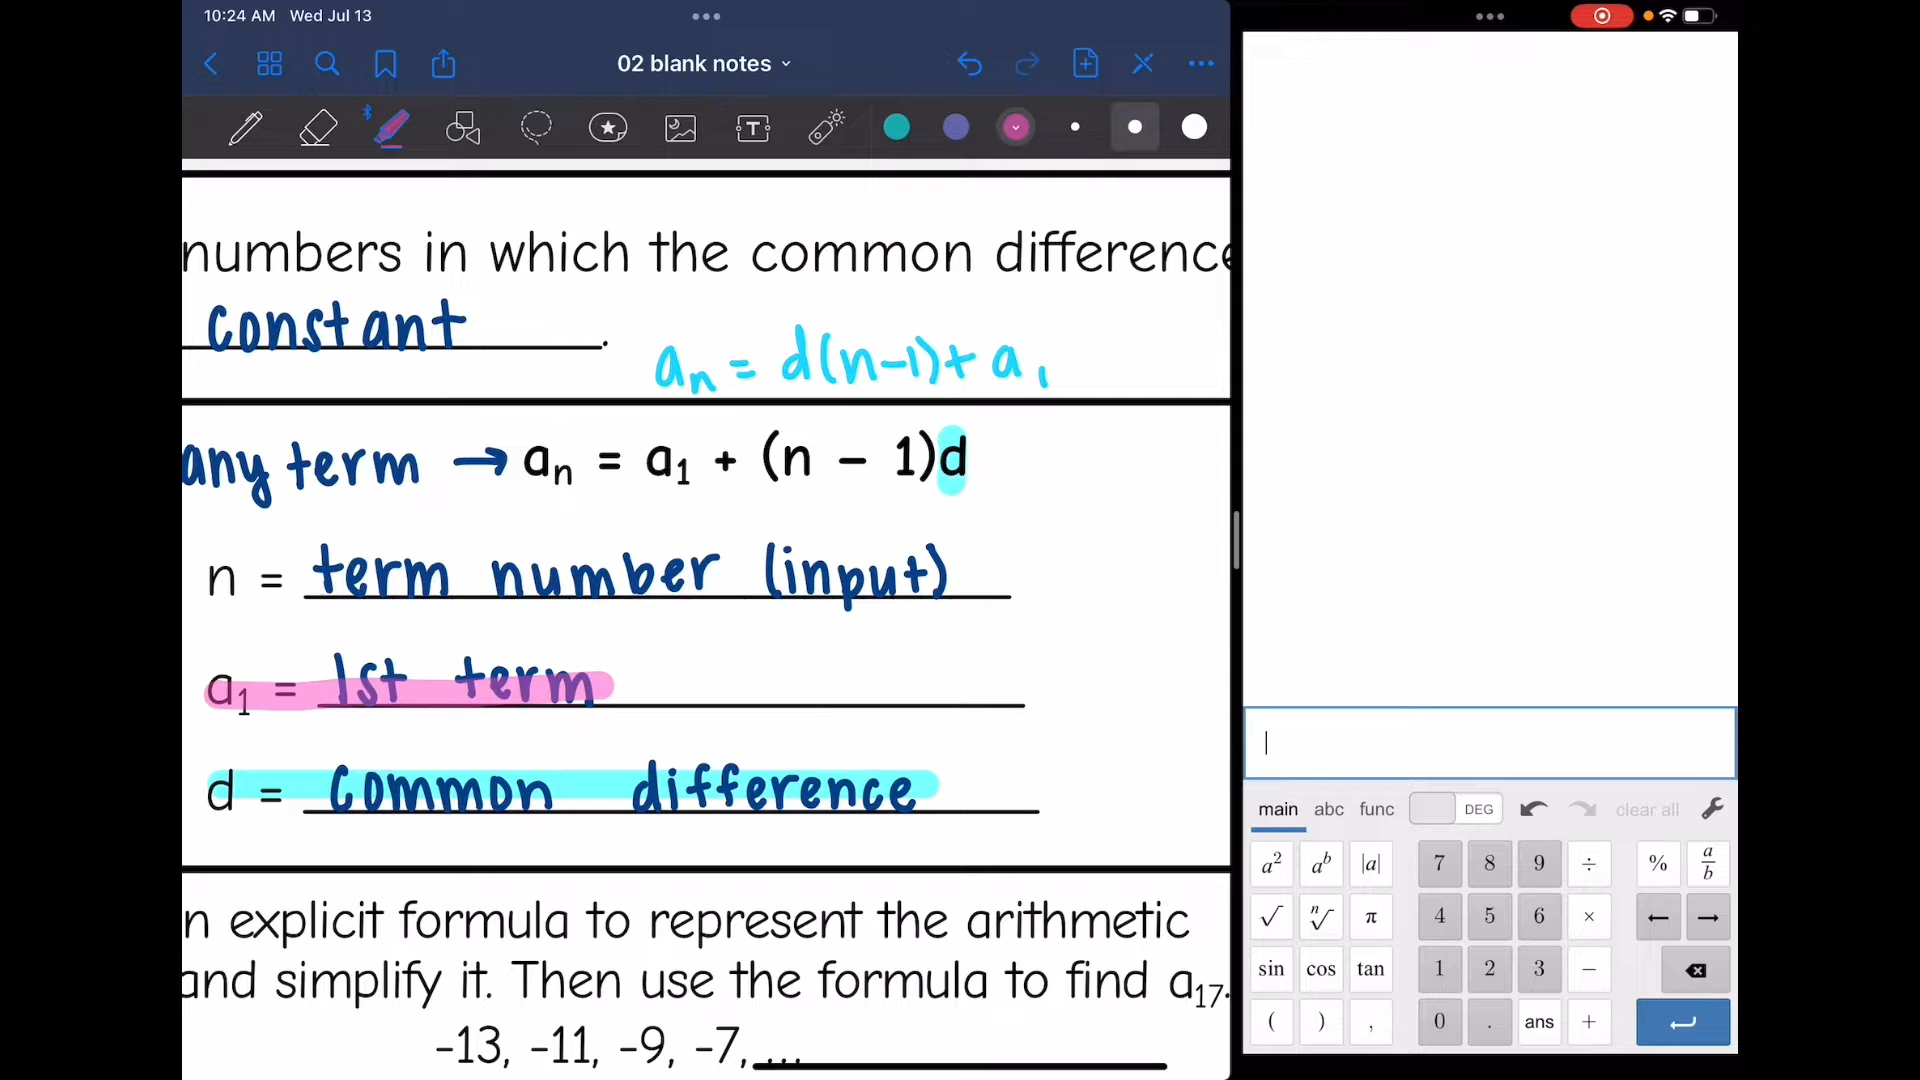 10:24 AM Wed Jul 13
02 blank notes
T
numbers in which the common difference
constant.
an = d(n-1)+ a1
any term → an = a1 + (n - 1)d
n = term number (input)
a1 = 1st term
d = common difference
n explicit formula to represent the arithmetic
and simplify it. Then use the formula to find a17.
-13, -11, -9, -7, ...
main abc func DEG clear all
a² aᵇ |a| 7 8 9 ÷ % a/b
√ ⁿ√ π 4 5 6 × ← →
sin cos tan 1 2 3 −
( ) , 0 . ans +